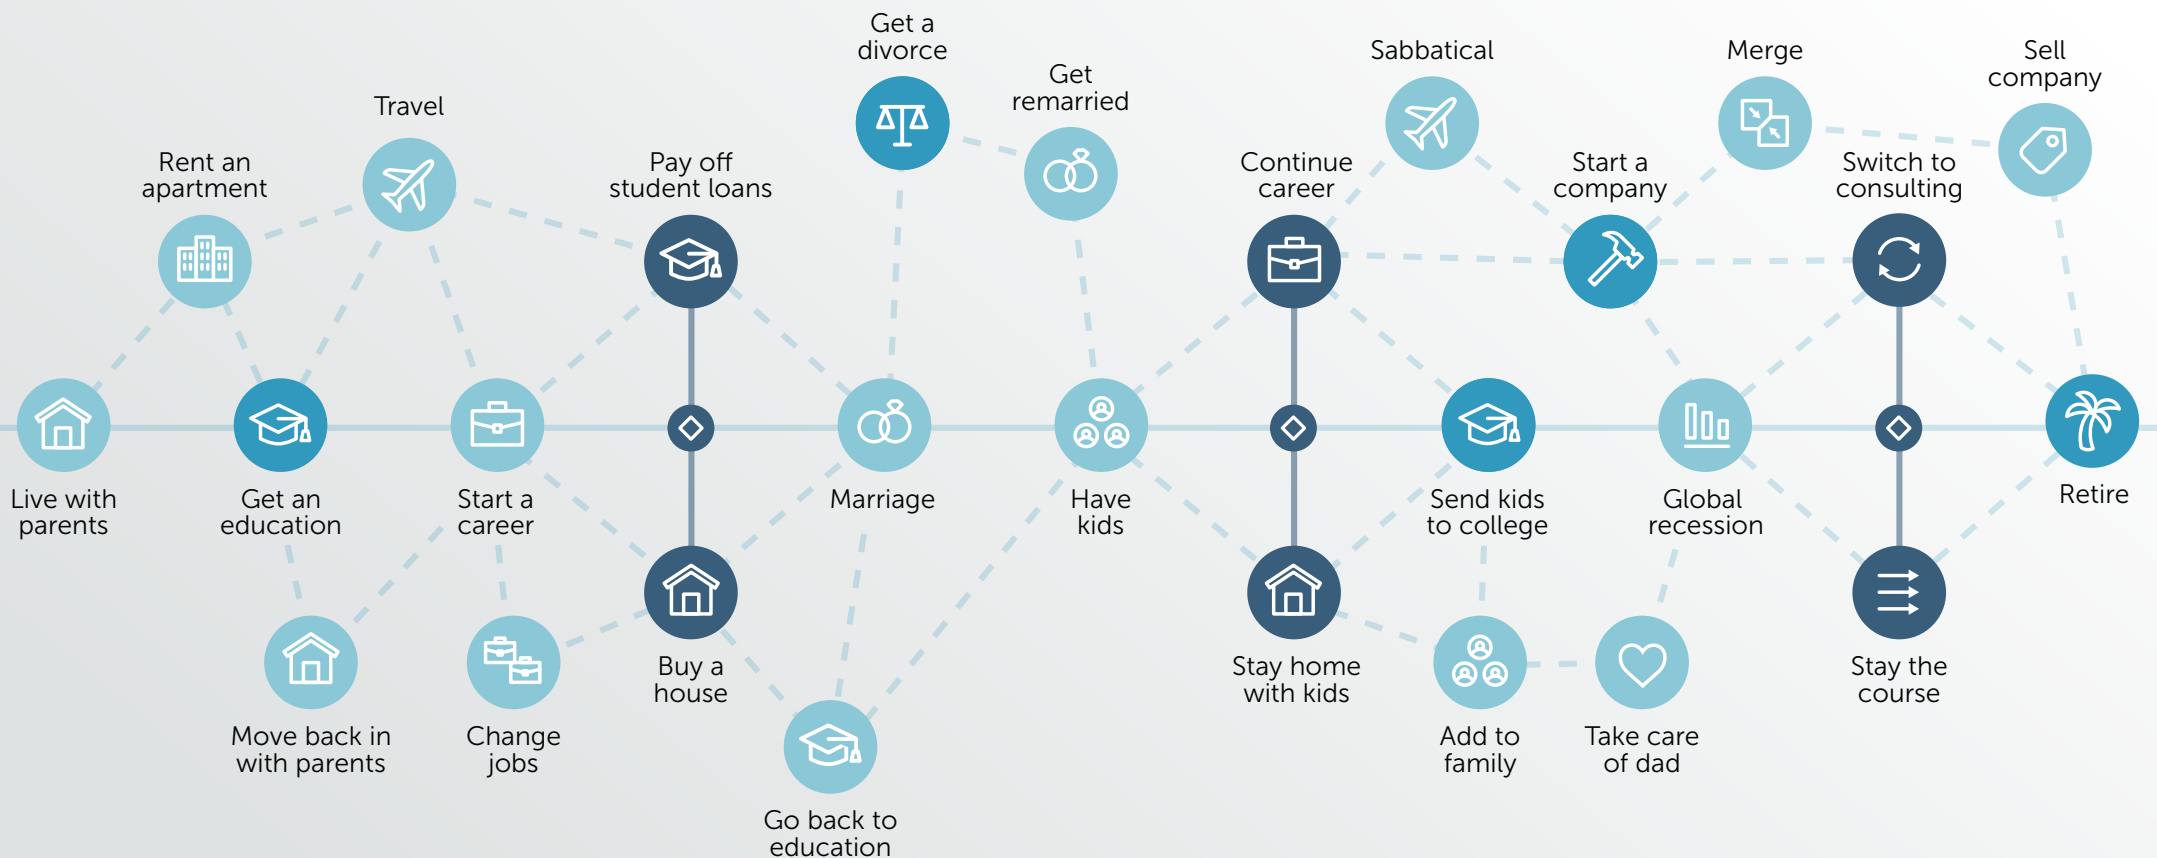 Get a
divorce
Get
remarried
Sabbatical
Merge
Sell
company
Travel
Rent an
apartment
Pay off
student loans
Continue
career
Start a
company
Switch to
consulting
Live with
parents
Get an
education
Start a
career
Marriage
Have
kids
Send kids
to college
Global
recession
Retire
Move back in
with parents
Change
jobs
Buy a
house
Go back to
education
Stay home
with kids
Add to
family
Take care
of dad
Stay the
course